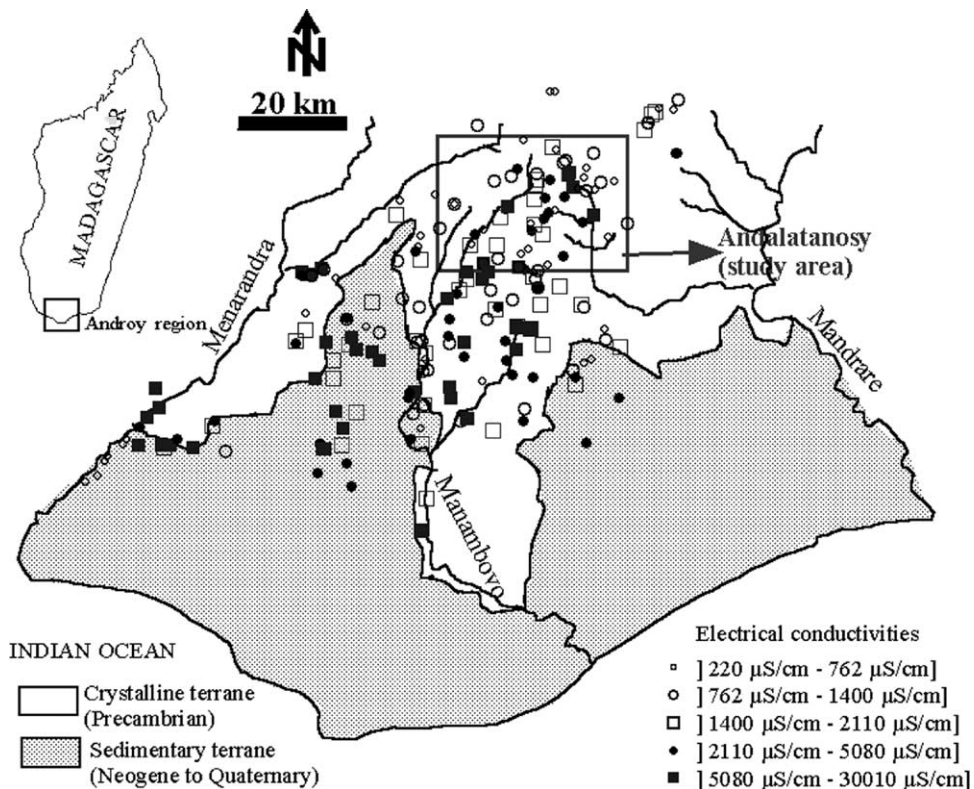 N
20 km
MADAGASCAR
Androy region
Menarandra
Andalatanosy
(study area)
Mandrare
Manambovo
INDIAN OCEAN
Crystalline terrane
(Precambrian)
Sedimentary terrane
(Neogene to Quaternary)
Electrical conductivities
] 220 µS/cm - 762 µS/cm]
] 762 µS/cm - 1400 µS/cm]
] 1400 µS/cm - 2110 µS/cm]
] 2110 µS/cm - 5080 µS/cm]
] 5080 µS/cm - 30010 µS/cm]